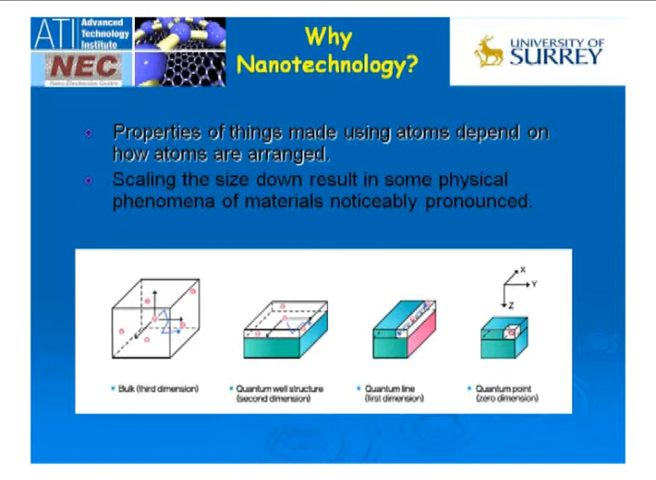 ATI
Advanced
Technology
Institute
NEC
Nano-Electronics Centre
Why
Nanotechnology?
UNIVERSITY OF
SURREY
Properties of things made using atoms depend on
how atoms are arranged.
Scaling the size down result in some physical
phenomena of materials noticeably pronounced.
X
Y
Z
Bulk (third dimension)
Quantum well structure
(second dimension)
Quantum line
(first dimension)
Quantum point
(zero dimension)